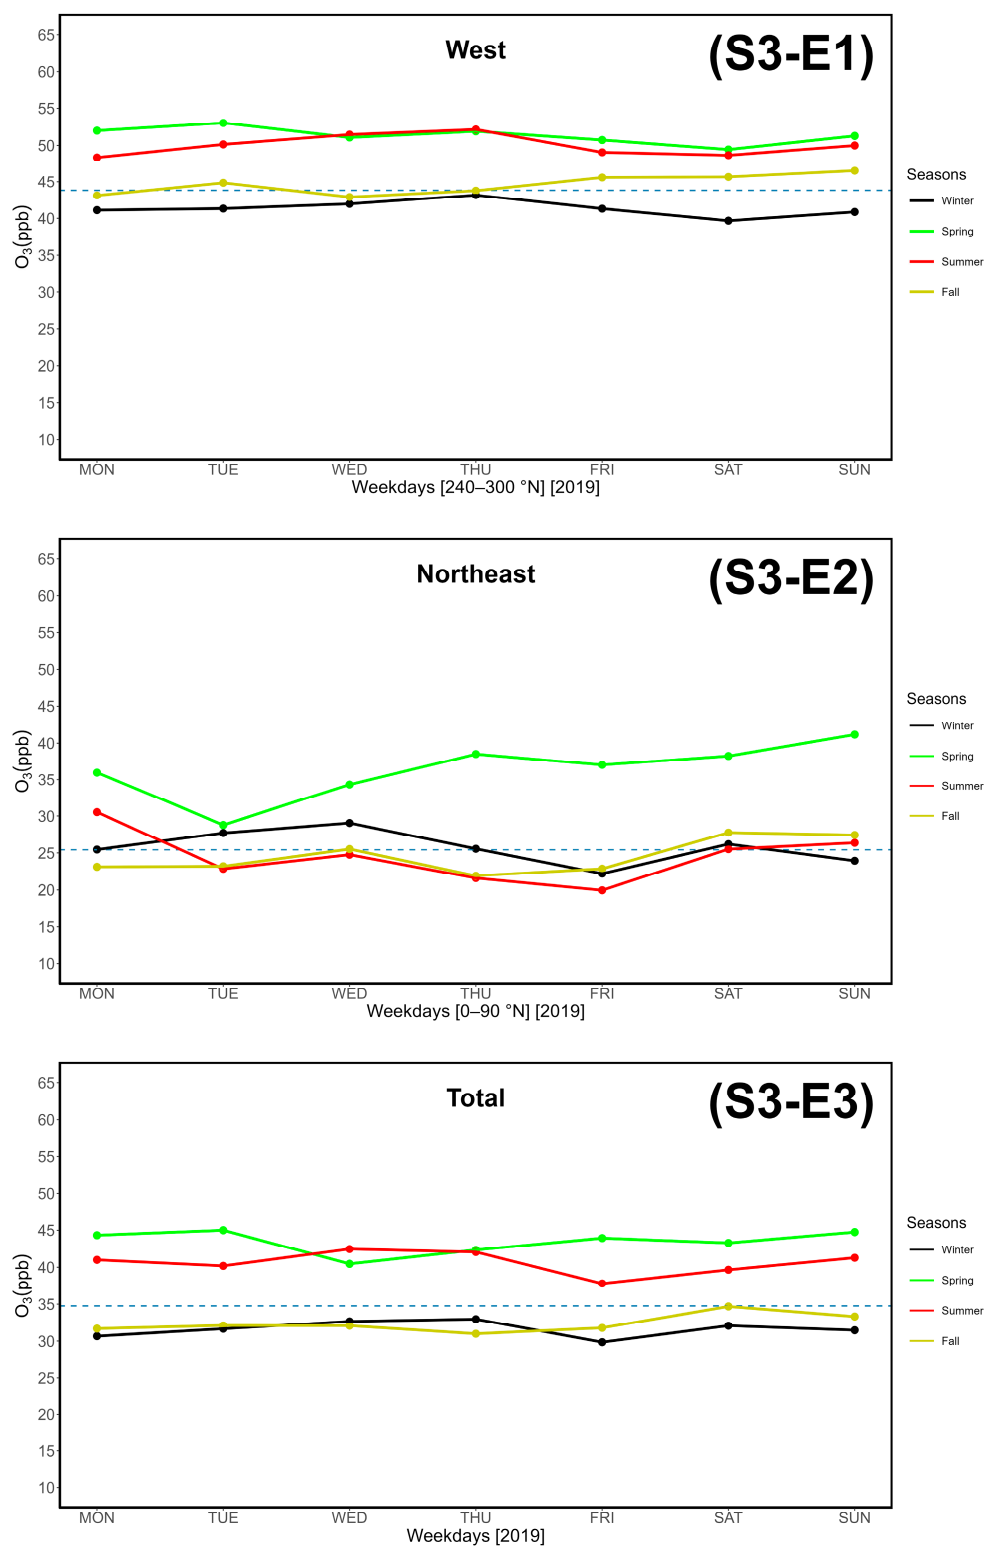 West
(S3-E1)
65
60
55
50
45
40
35
30
25
20
15
10
O₃(ppb)
MON TUE WED THU FRI SAT SUN
Weekdays [240–300 °N] [2019]
Seasons
Winter
Spring
Summer
Fall
Northeast
(S3-E2)
65
60
55
50
45
40
35
30
25
20
15
10
O₃(ppb)
MON TUE WED THU FRI SAT SUN
Weekdays [0–90 °N] [2019]
Seasons
Winter
Spring
Summer
Fall
Total
(S3-E3)
65
60
55
50
45
40
35
30
25
20
15
10
O₃(ppb)
MON TUE WED THU FRI SAT SUN
Weekdays [2019]
Seasons
Winter
Spring
Summer
Fall